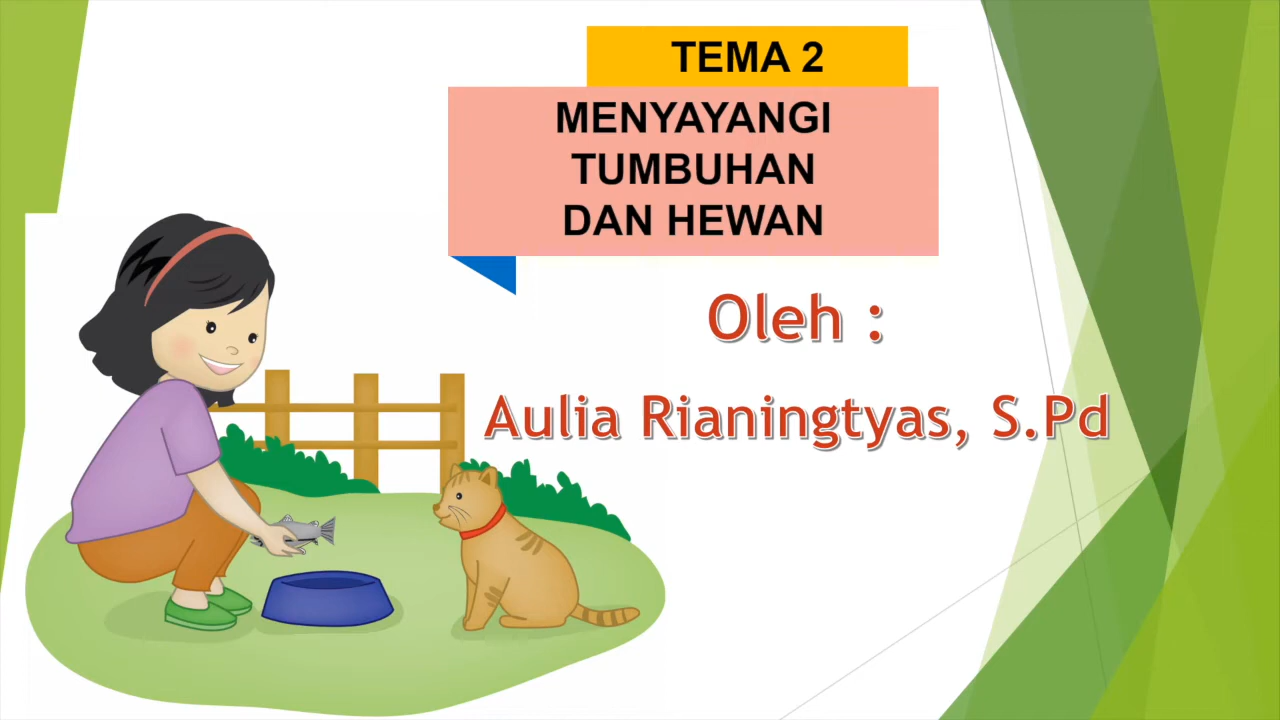 TEMA 2
MENYAYANGI
TUMBUHAN
DAN HEWAN
Oleh :
Aulia Rianingtyas, S.Pd